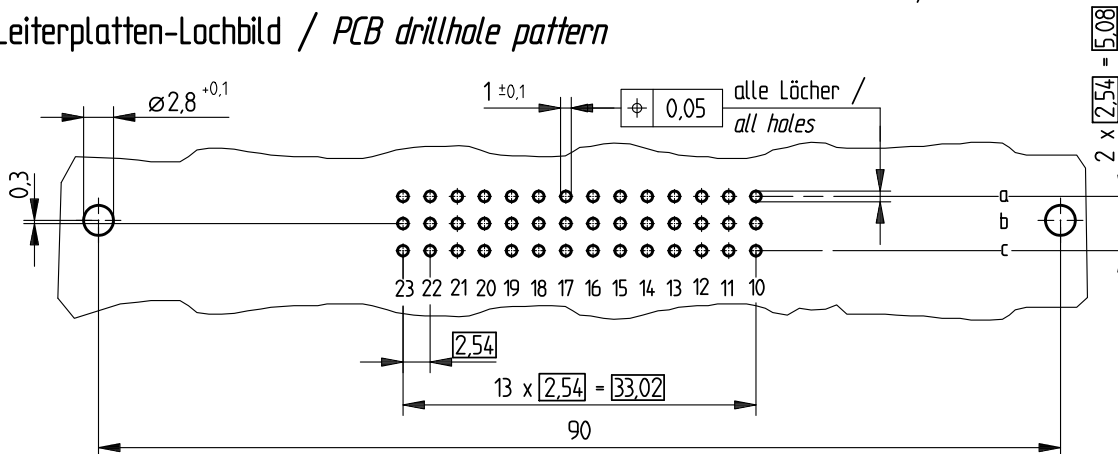 Leiterplatten-Lochbild / PCB drillhole pattern
2 x 2,54 = 5,08
⌀2,8 +0,1
1 ±0,1
⌖ 0,05
alle Löcher /
all holes
0,3
a
b
c
23 22 21 20 19 18 17 16 15 14 13 12 11 10
2,54
13 x 2,54 = 33,02
90